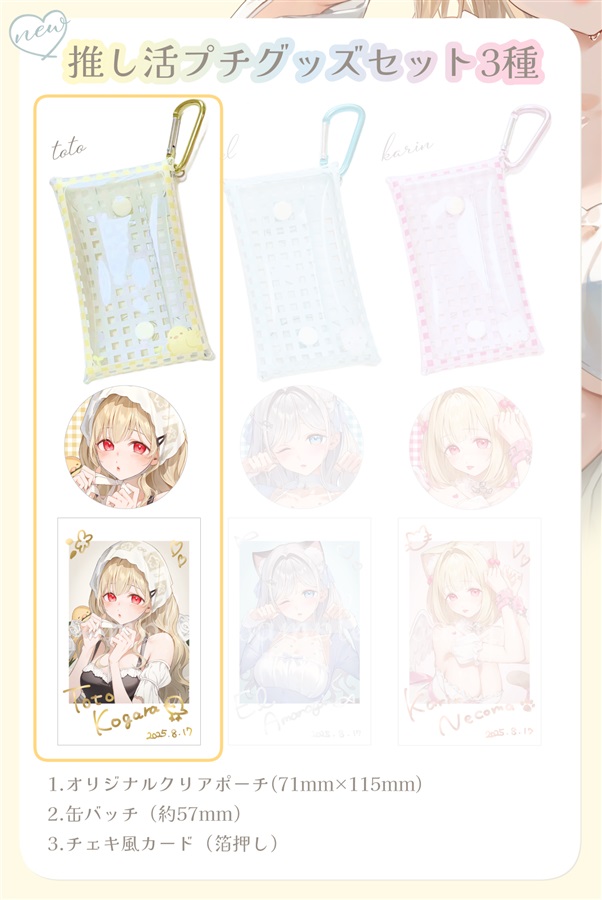 new
推し活プチグッズセット3種
toto
l
karin
Toto
Kogara
2025.8.17
2025.8.17
Karin
Necoma
2025.8.17
1.オリジナルクリアポーチ(71mm×115mm)
2.缶バッチ（約57mm）
3.チェキ風カード（箔押し）